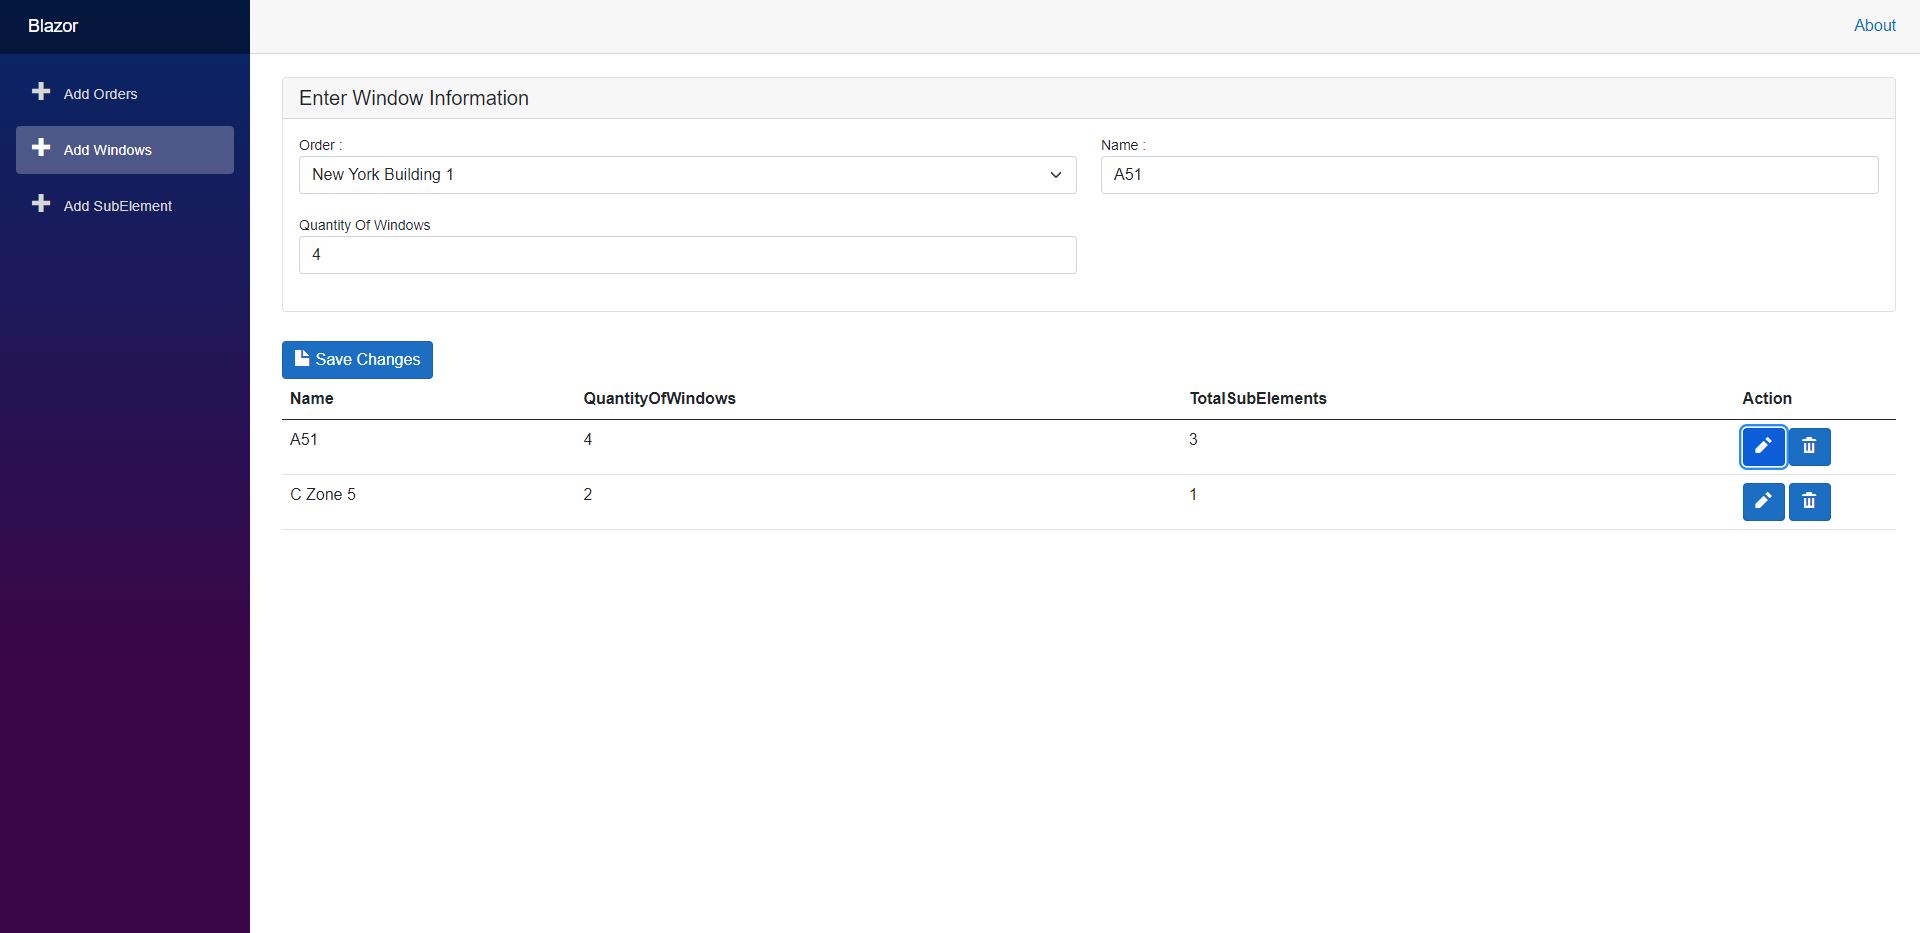 Blazor
About
Add Orders
Add Windows
Add SubElement
Enter Window Information
Order :
Name :
New York Building 1
A51
Quantity Of Windows
4
Save Changes
Name QuantityOfWindows TotalSubElements Action
A51 4 3
C Zone 5 2 1